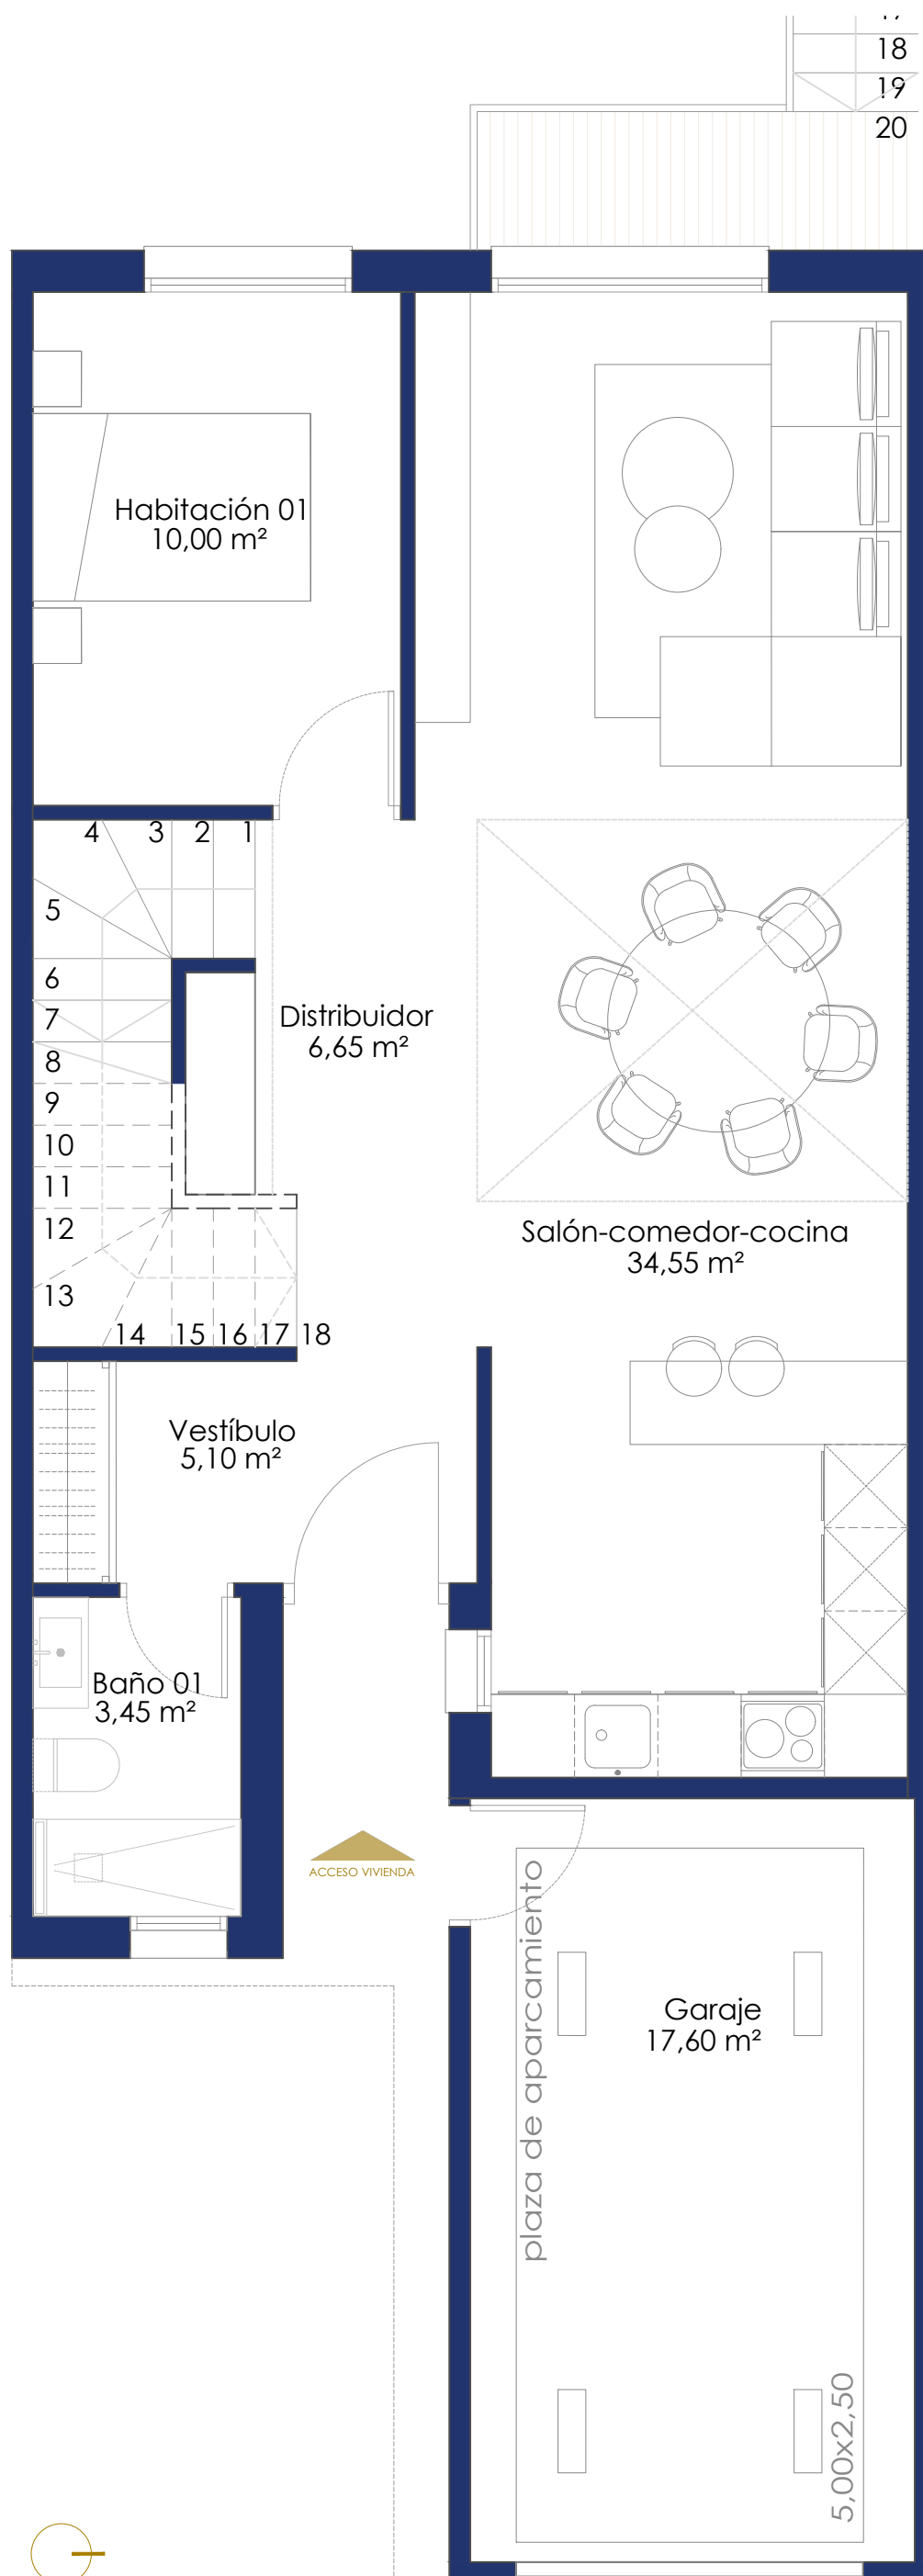 18
19
20
Habitación 01
10,00 m²
4 3 2 1
5
6
7
8
9
10
11
12
13
14 15 16 17 18
Distribuidor
6,65 m²
Salón-comedor-cocina
34,55 m²
Vestíbulo
5,10 m²
Baño 01
3,45 m²
ACCESO VIVIENDA
plaza de aparcamiento
Garaje
17,60 m²
5,00x2,50